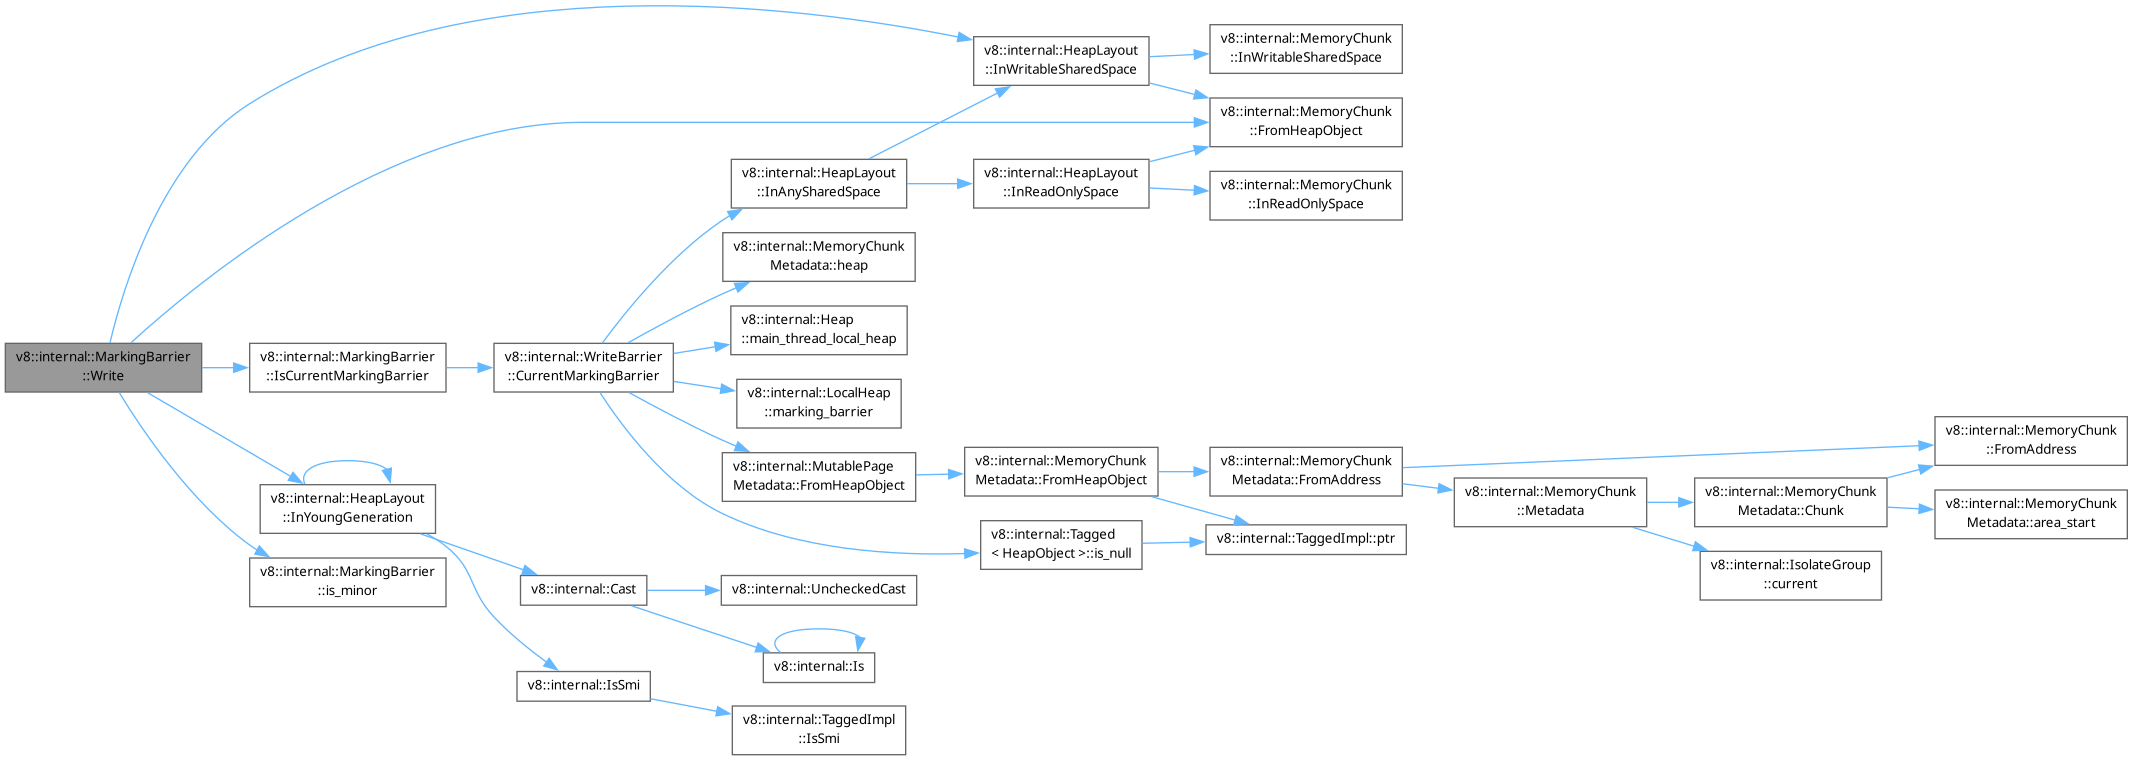 v8::internal::MarkingBarrier
::Write
v8::internal::HeapLayout
::InWritableSharedSpace
v8::internal::MemoryChunk
::InWritableSharedSpace
v8::internal::MemoryChunk
::FromHeapObject
v8::internal::HeapLayout
::InAnySharedSpace
v8::internal::HeapLayout
::InReadOnlySpace
v8::internal::MemoryChunk
::InReadOnlySpace
v8::internal::MemoryChunk
Metadata::heap
v8::internal::Heap
::main_thread_local_heap
v8::internal::MarkingBarrier
::IsCurrentMarkingBarrier
v8::internal::WriteBarrier
::CurrentMarkingBarrier
v8::internal::LocalHeap
::marking_barrier
v8::internal::MutablePage
Metadata::FromHeapObject
v8::internal::MemoryChunk
Metadata::FromHeapObject
v8::internal::MemoryChunk
Metadata::FromAddress
v8::internal::MemoryChunk
::FromAddress
v8::internal::MemoryChunk
::Metadata
v8::internal::MemoryChunk
Metadata::Chunk
v8::internal::MemoryChunk
Metadata::area_start
v8::internal::HeapLayout
::InYoungGeneration
v8::internal::Tagged
< HeapObject >::is_null
v8::internal::TaggedImpl::ptr
v8::internal::IsolateGroup
::current
v8::internal::MarkingBarrier
::is_minor
v8::internal::Cast
v8::internal::UncheckedCast
v8::internal::Is
v8::internal::IsSmi
v8::internal::TaggedImpl
::IsSmi